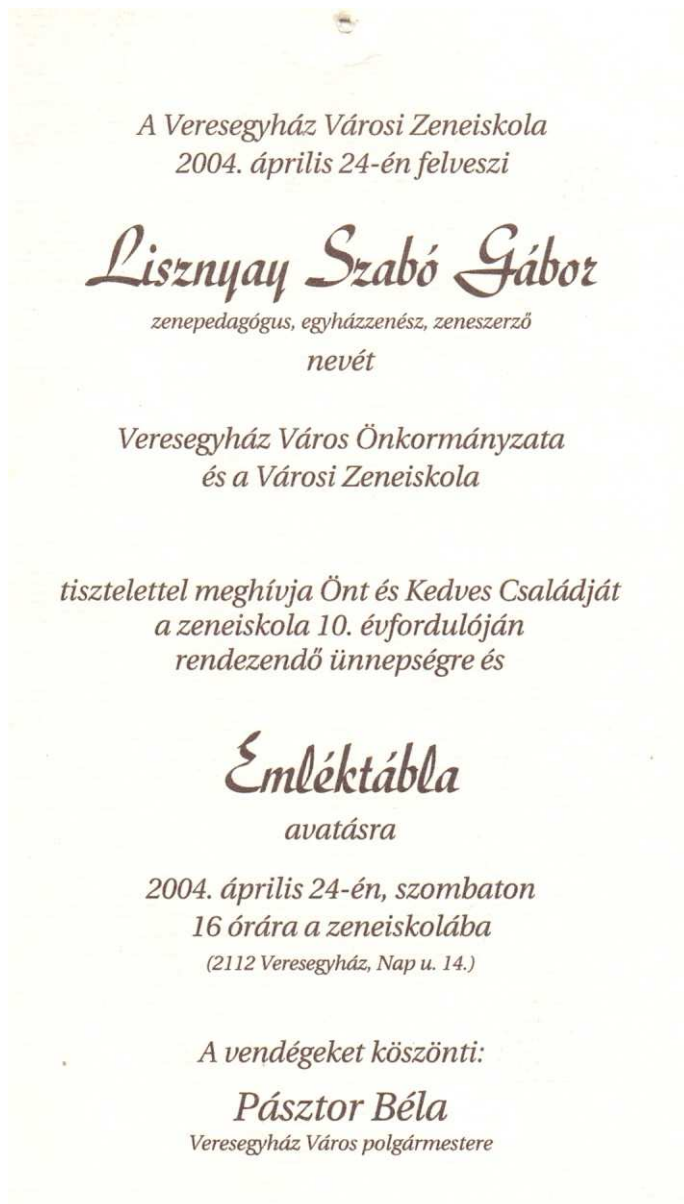 A Veresegyház Városi Zeneiskola
2004. április 24-én felveszi
Lisznyay Szabó Gábor
zenepedagógus, egyházzenész, zeneszerző
nevét
Veresegyház Város Önkormányzata
és a Városi Zeneiskola
tisztelettel meghívja Önt és Kedves Családját
a zeneiskola 10. évfordulóján
rendezendő ünnepségre és
Emléktábla
avatásra
2004. április 24-én, szombaton
16 órára a zeneiskolába
(2112 Veresegyház, Nap u. 14.)
A vendégeket köszönti:
Pásztor Béla
Veresegyház Város polgármestere